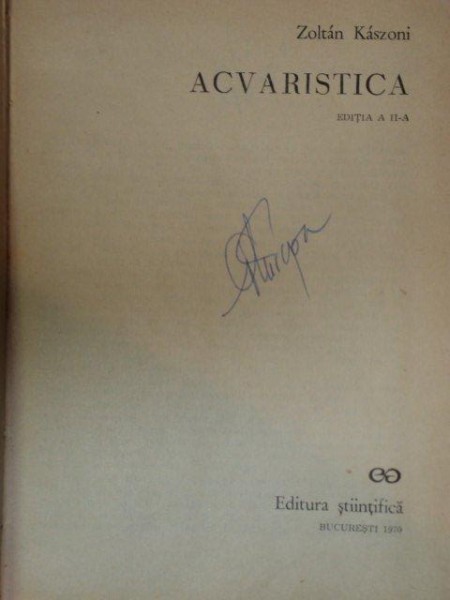 Zoltán Kászoni
ACVARISTICA
EDIȚIA A II-A
Editura științifică
BUCUREȘTI 1970